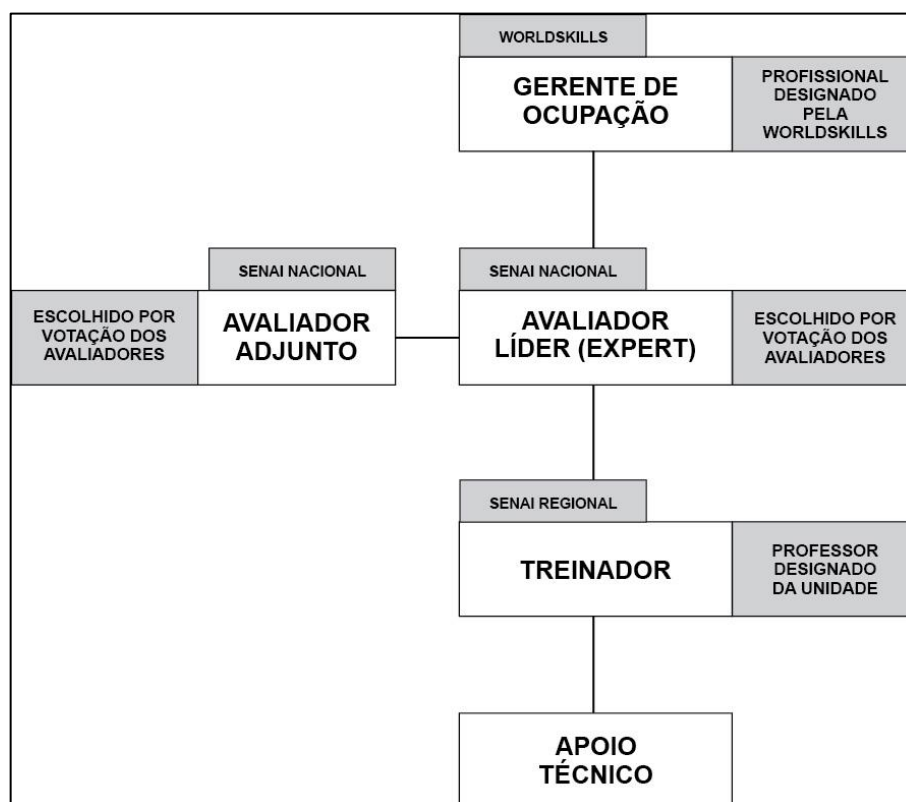 WORLDSKILLS
GERENTE DE
OCUPAÇÃO
PROFISSIONAL
DESIGNADO
PELA
WORLDSKILLS
SENAI NACIONAL
ESCOLHIDO POR
VOTAÇÃO DOS
AVALIADORES
AVALIADOR
ADJUNTO
SENAI NACIONAL
AVALIADOR
LÍDER (EXPERT)
ESCOLHIDO POR
VOTAÇÃO DOS
AVALIADORES
SENAI REGIONAL
TREINADOR
PROFESSOR
DESIGNADO
DA UNIDADE
APOIO
TÉCNICO